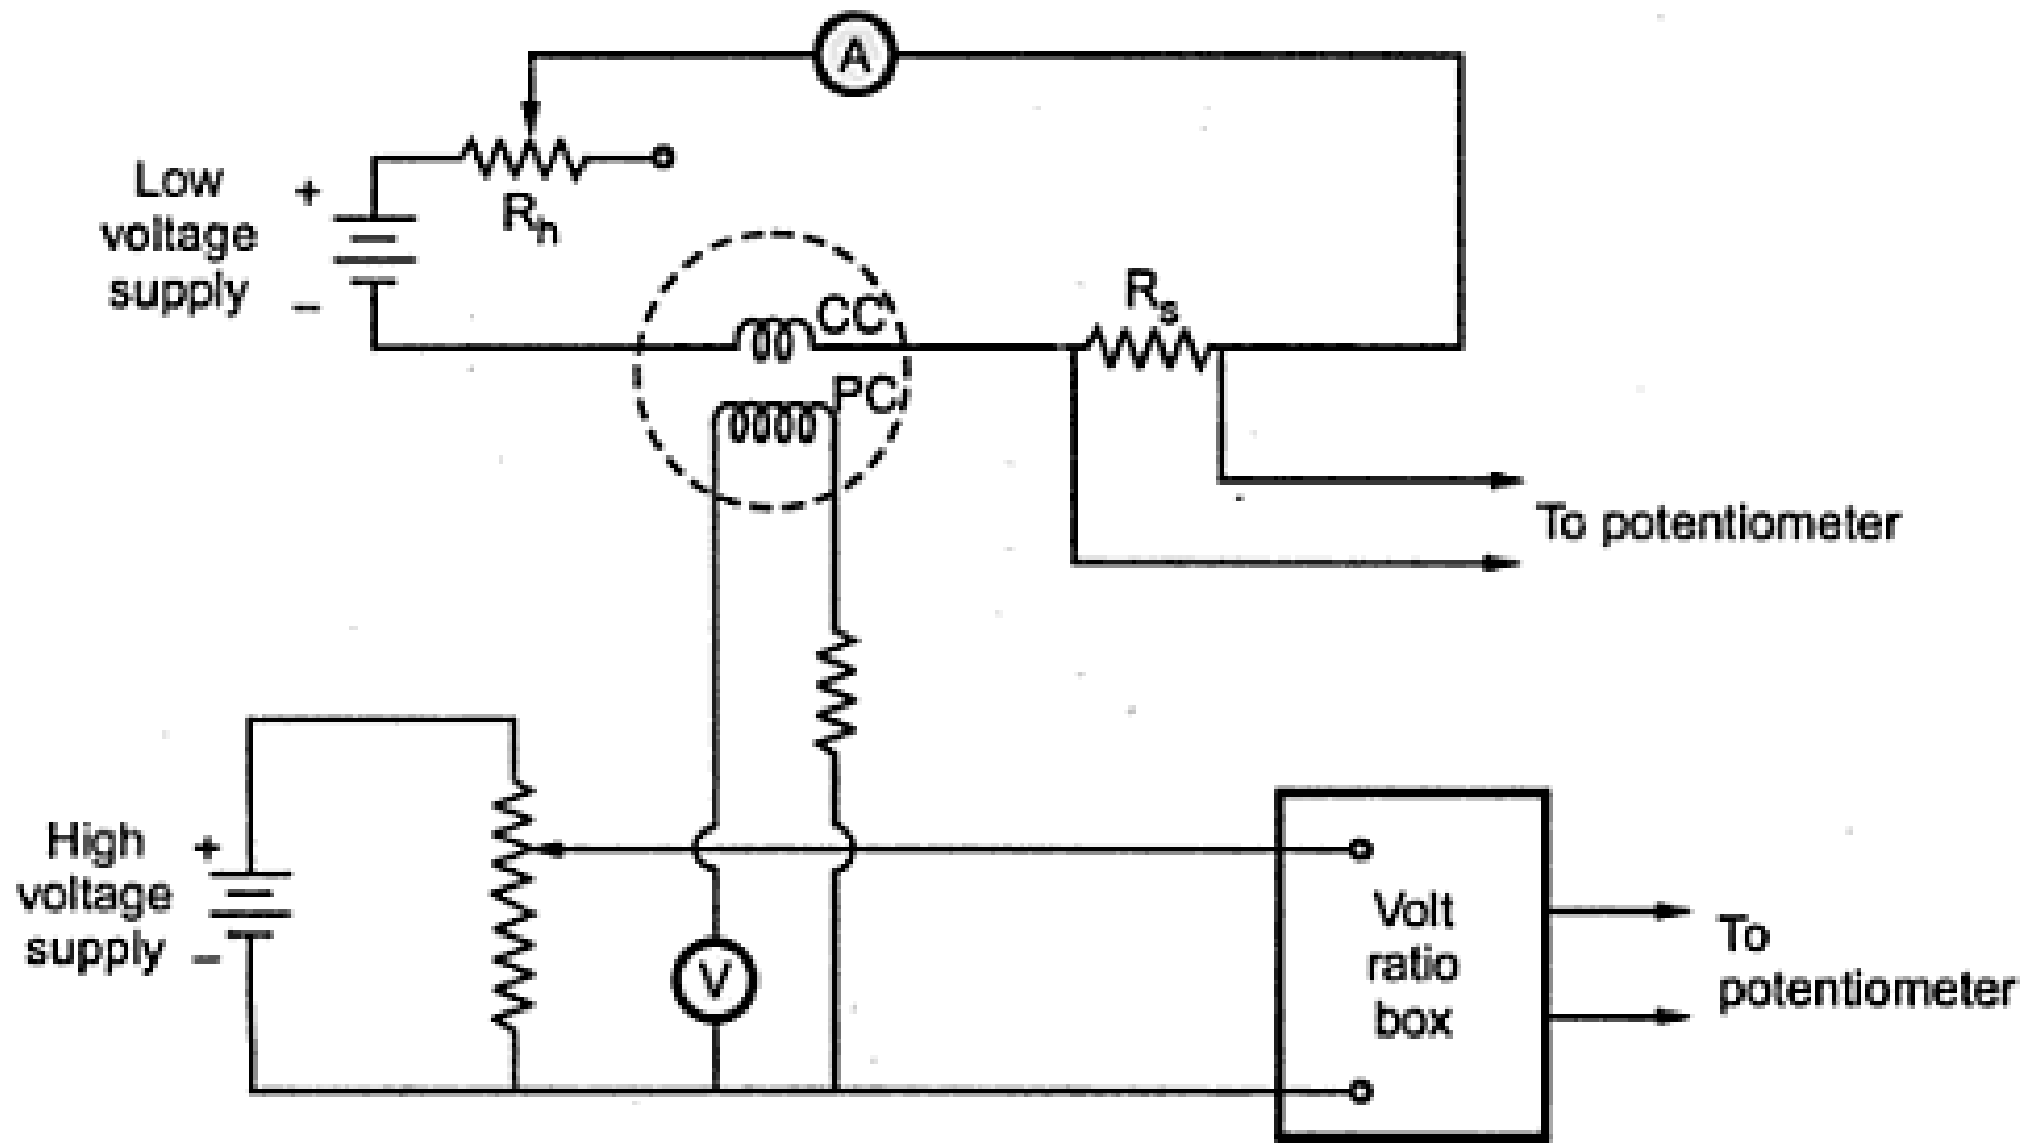 A
Low
voltage
supply
+
−
Rh
CC
PC
Rs
To potentiometer
High
voltage
supply
+
−
V
Volt
ratio
box
To
potentiometer